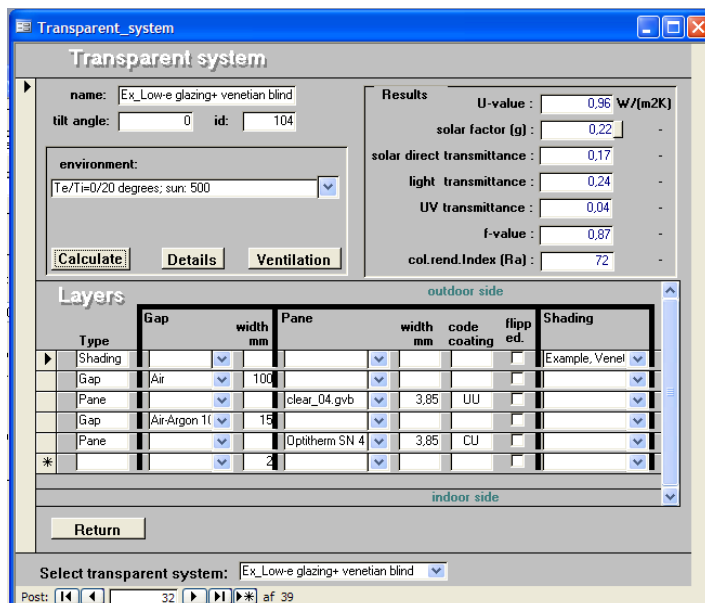 Transparent_system
Transparent system
name: Ex_Low-e glazing+ venetian blind
tilt angle: 0 id: 104
environment:
Te/Ti=0/20 degrees; sun: 500
Calculate Details Ventilation
Results
U-value : 0,96 W/(m2K)
solar factor (g) : 0,22 -
solar direct transmittance : 0,17 -
light transmittance : 0,24 -
UV transmittance : 0,04 -
f-value : 0,87 -
col.rend.Index (Ra) : 72 -
Layers
outdoor side
Type Gap width mm Pane width mm code coating flipp ed. Shading
Shading Example, Venet
Gap Air 100
Pane clear_04.gvb 3,85 UU
Gap Air-Argon 1( 15
Pane Optitherm SN 4 3,85 CU
* 2
indoor side
Return
Select transparent system: Ex_Low-e glazing+ venetian blind
Post: 32 af 39